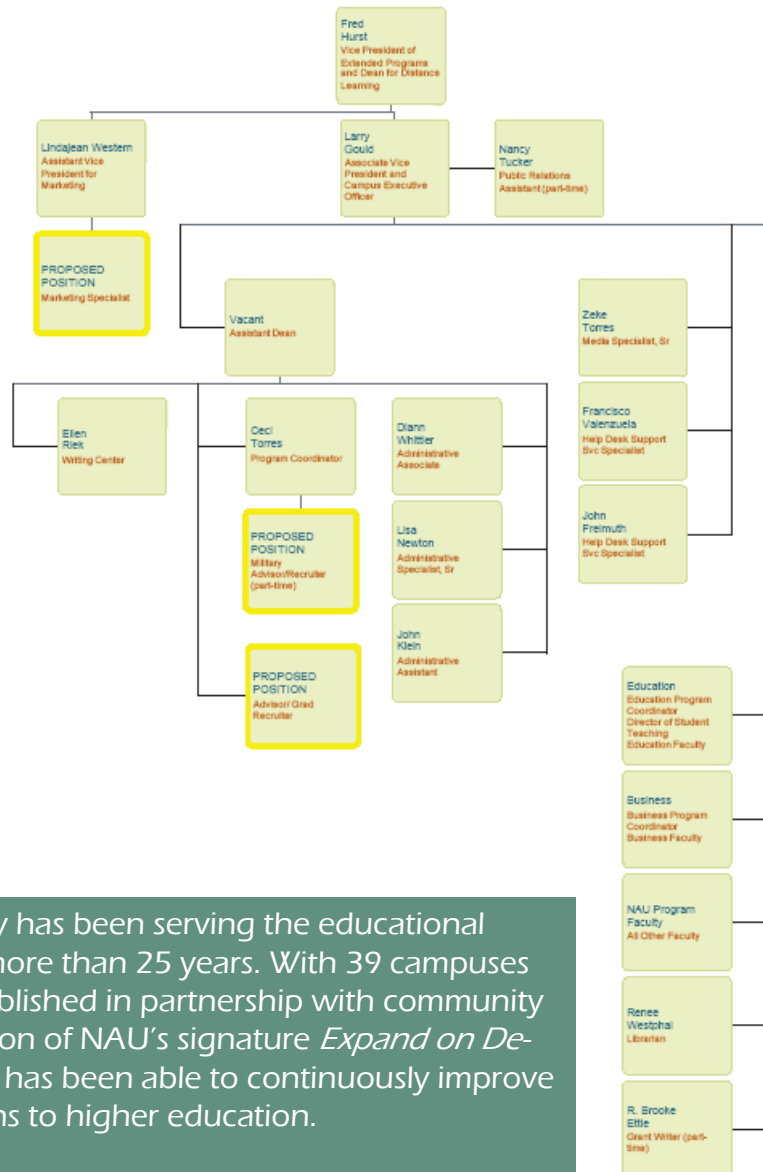 Fred
Hurst
Vice President of
Extended Programs
and Dean for Distance
Learning
Lindajean Western
Assistant Vice
President for
Marketing
Larry
Gould
Associate Vice
President and
Campus Executive
Officer
Nancy
Tucker
Public Relations
Assistant (part-time)
PROPOSED
POSITION
Marketing Specialist
Vacant
Assistant Dean
Zeke
Torres
Media Specialist, Sr
Ellen
Riek
Writing Center
Ceci
Torres
Program Coordinator
Diann
Whittier
Administrative
Associate
Francisco
Valenzuela
Help Desk Support
Svc Specialist
PROPOSED
POSITION
Military
Advisor/Recruiter
(part-time)
Lisa
Newton
Administrative
Specialist, Sr
John
Freimuth
Help Desk Support
Svc Specialist
PROPOSED
POSITION
Advisor/ Grad
Recruiter
John
Klein
Administrative
Assistant
Education
Education Program
Coordinator
Director of Student
Teaching
Education Faculty
Business
Business Program
Coordinator
Business Faculty
NAU Program
Faculty
All Other Faculty
Renee
Westphal
Librarian
R. Brooke
Ettle
Grant Writer (part-
time)
y has been serving the educational
more than 25 years. With 39 campuses
blished in partnership with community
ion of NAU's signature Expand on De-
has been able to continuously improve
ns to higher education.